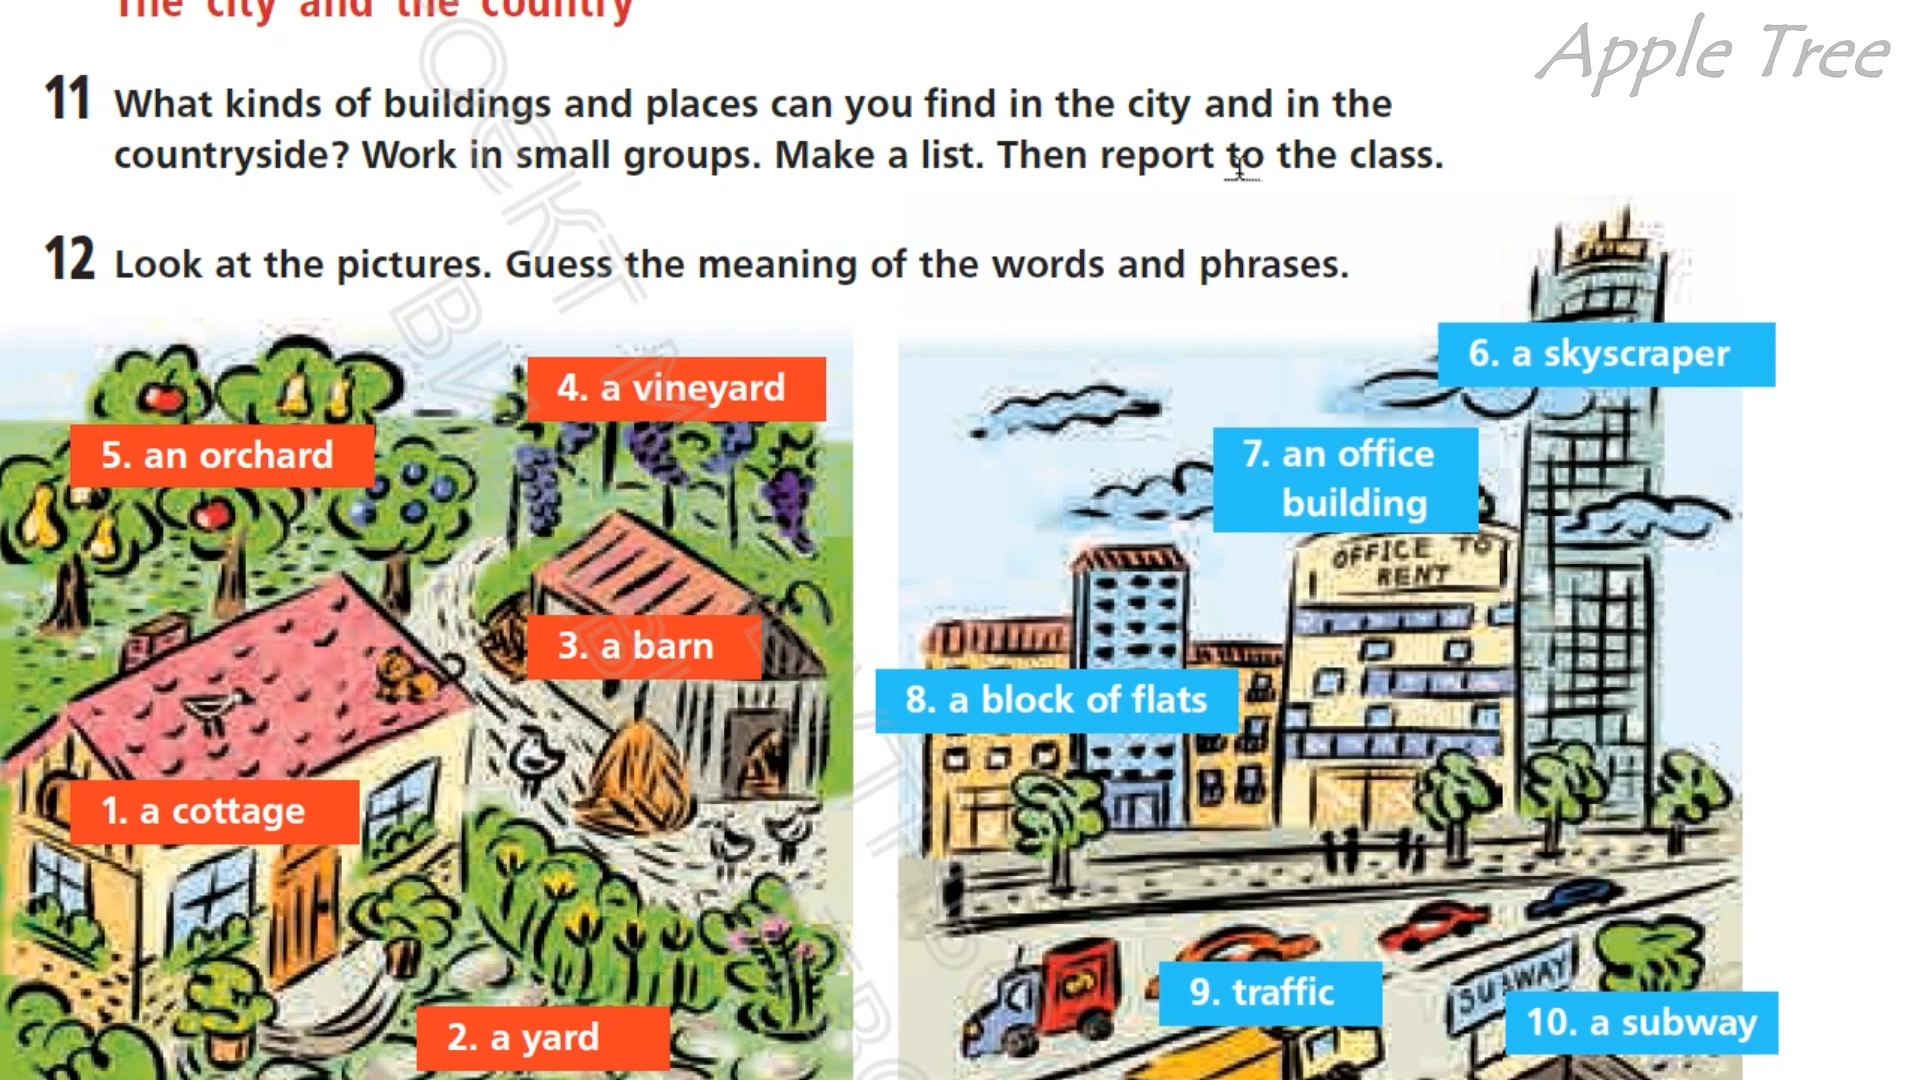 The city and the country
Apple Tree
11 What kinds of buildings and places can you find in the city and in the
countryside? Work in small groups. Make a list. Then report to the class.
12 Look at the pictures. Guess the meaning of the words and phrases.
6. a skyscraper
4. a vineyard
5. an orchard
7. an office
building
OFFICE TO
RENT
3. a barn
8. a block of flats
1. a cottage
SUBWAY
9. traffic
10. a subway
2. a yard